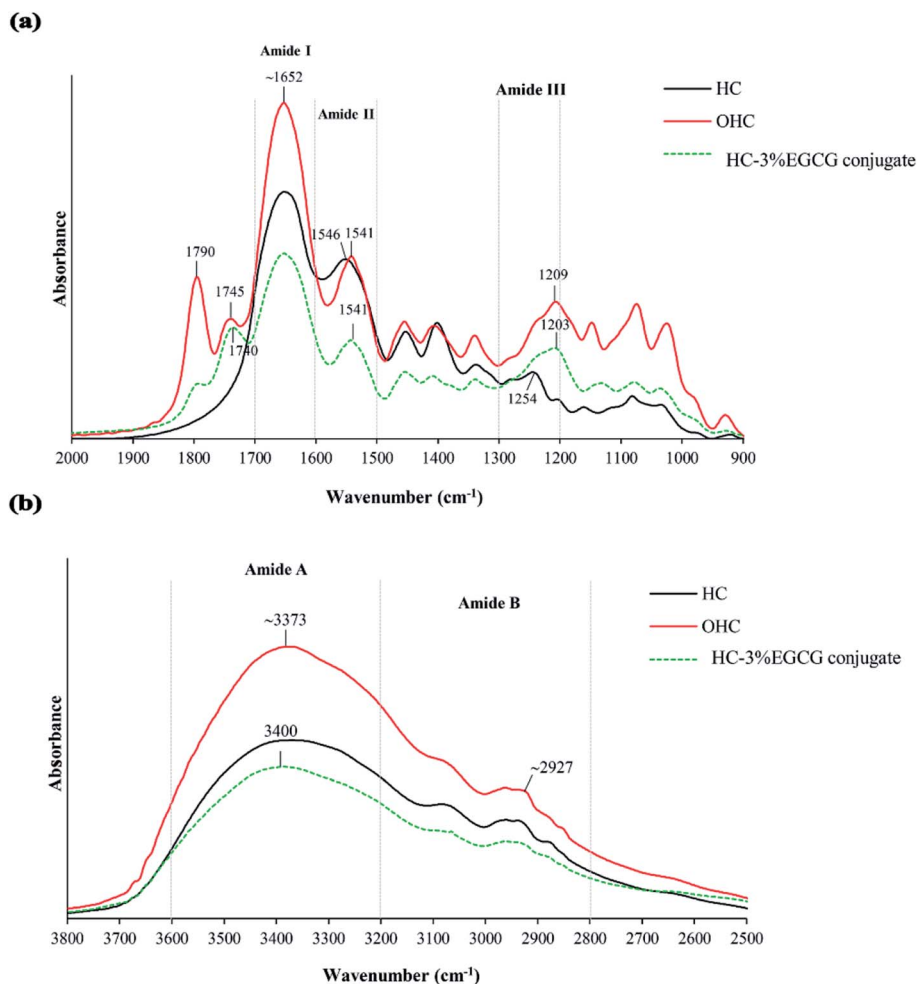 (a)
Amide I
~1652
Amide II
Amide III
HC
OHC
HC-3%EGCG conjugate
1790
1745
1740
1546
1541
1541
1209
1203
1254
Absorbance
2000 1900 1800 1700 1600 1500 1400 1300 1200 1100 1000 900
Wavenumber (cm-1)
(b)
Amide A
Amide B
~3373
3400
~2927
HC
OHC
HC-3%EGCG conjugate
Absorbance
3800 3700 3600 3500 3400 3300 3200 3100 3000 2900 2800 2700 2600 2500
Wavenumber (cm-1)